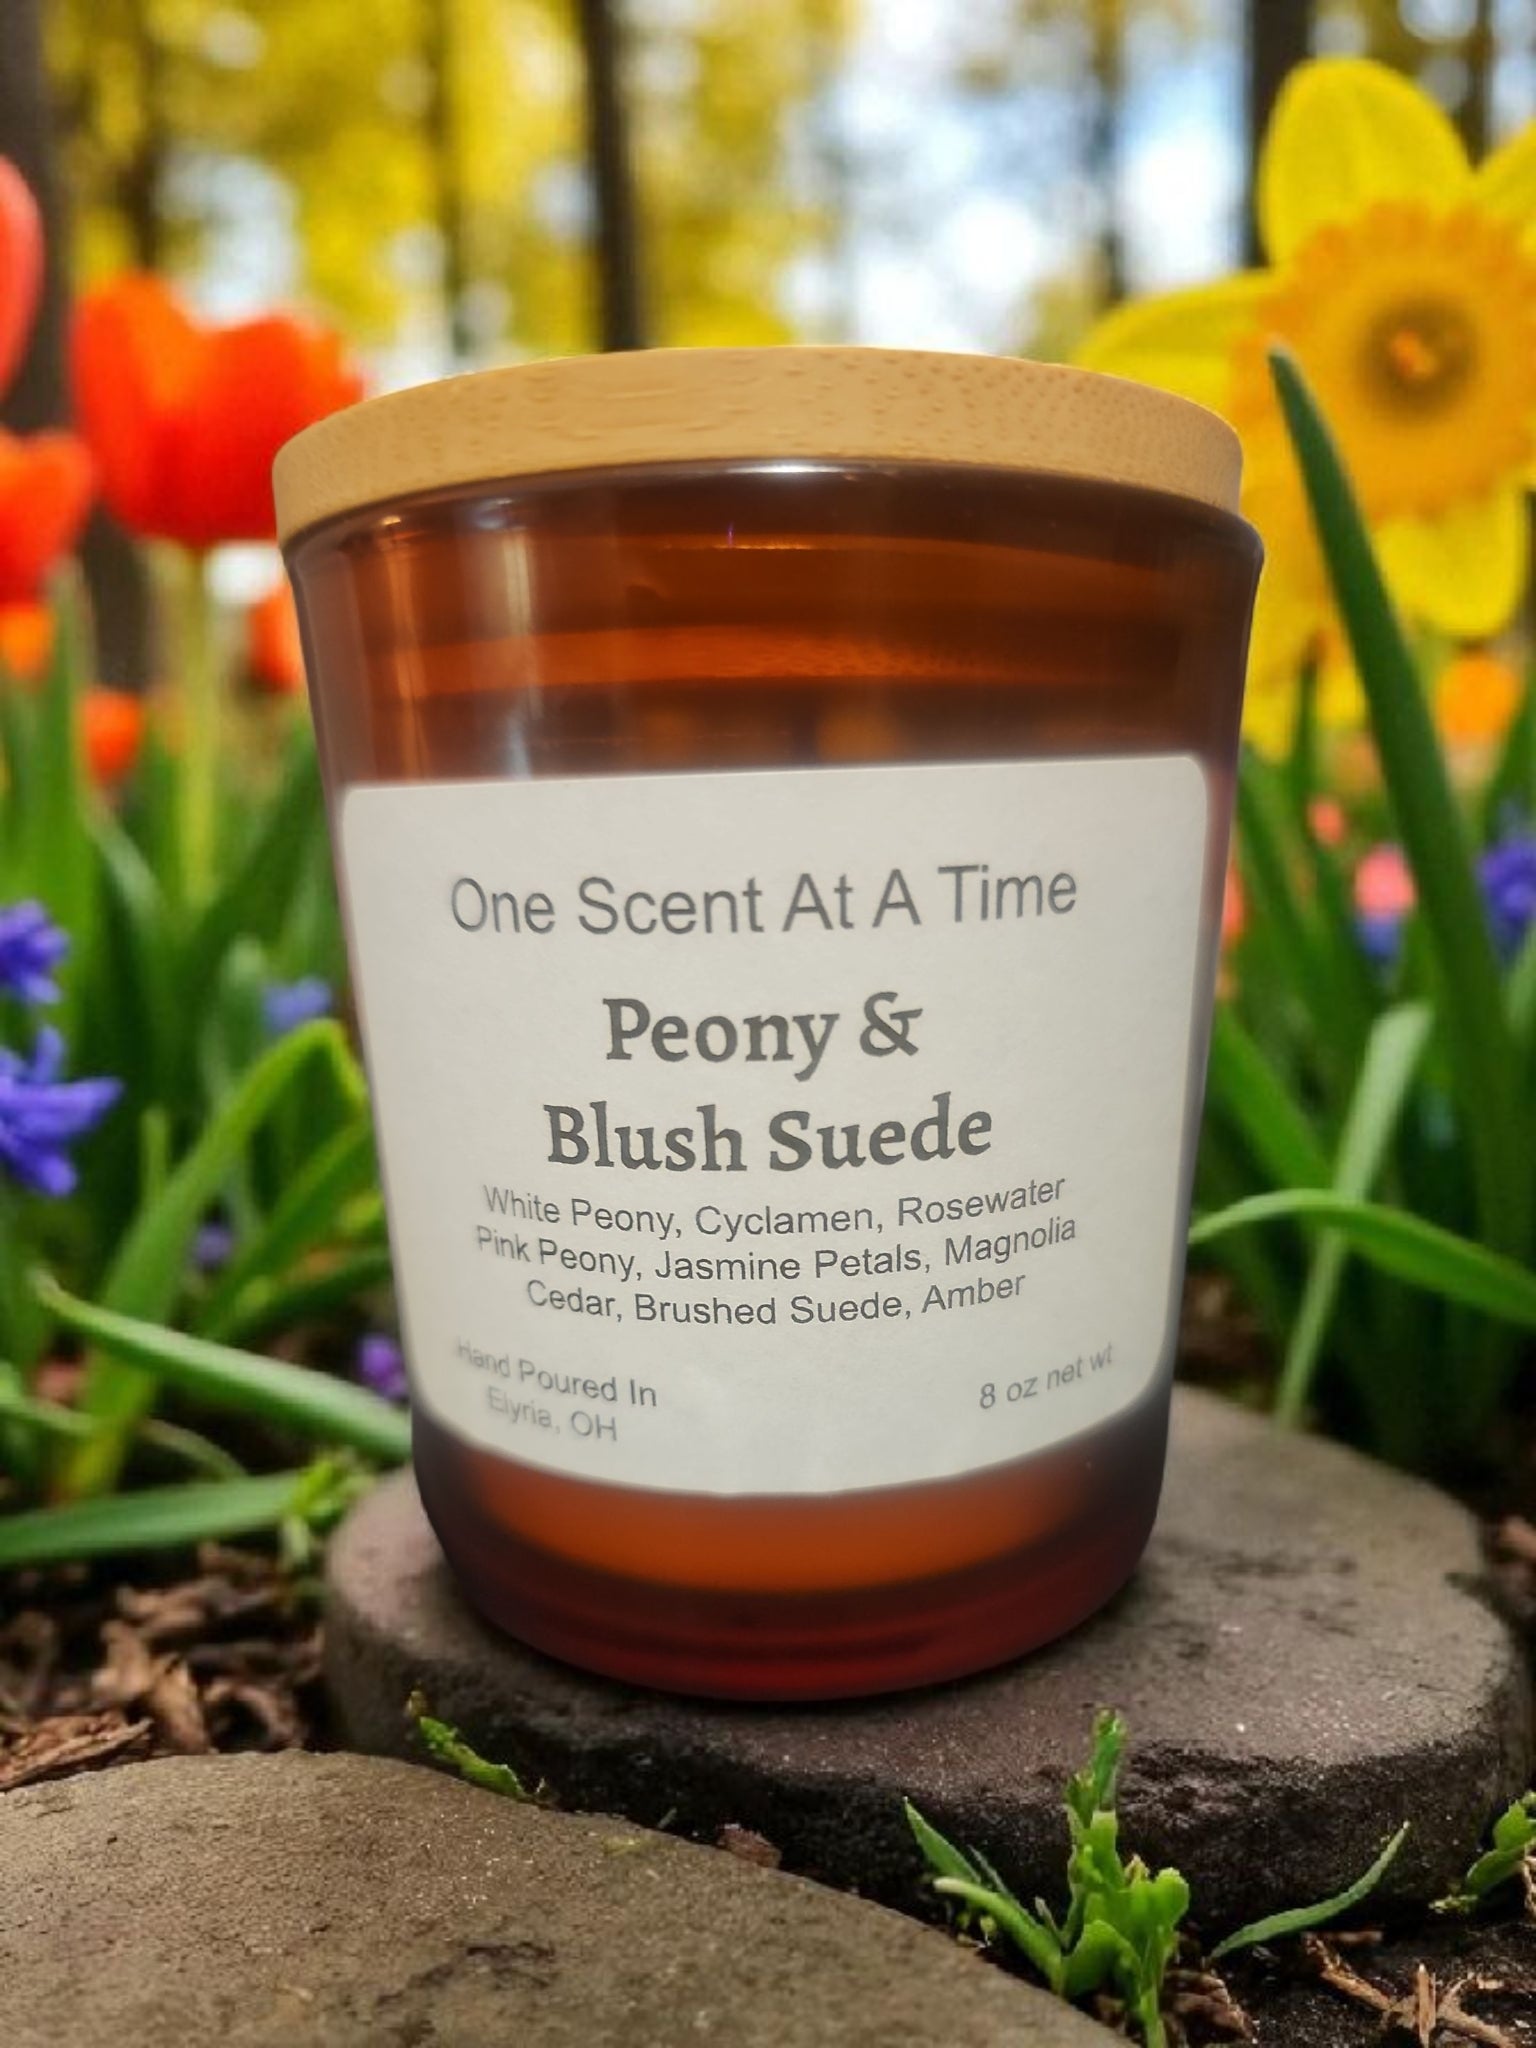 One Scent At A Time
Peony &
Blush Suede
White Peony, Cyclamen, Rosewater
Pink Peony, Jasmine Petals, Magnolia
Cedar, Brushed Suede, Amber
Hand Poured In
Elyria, OH
8 oz net wt